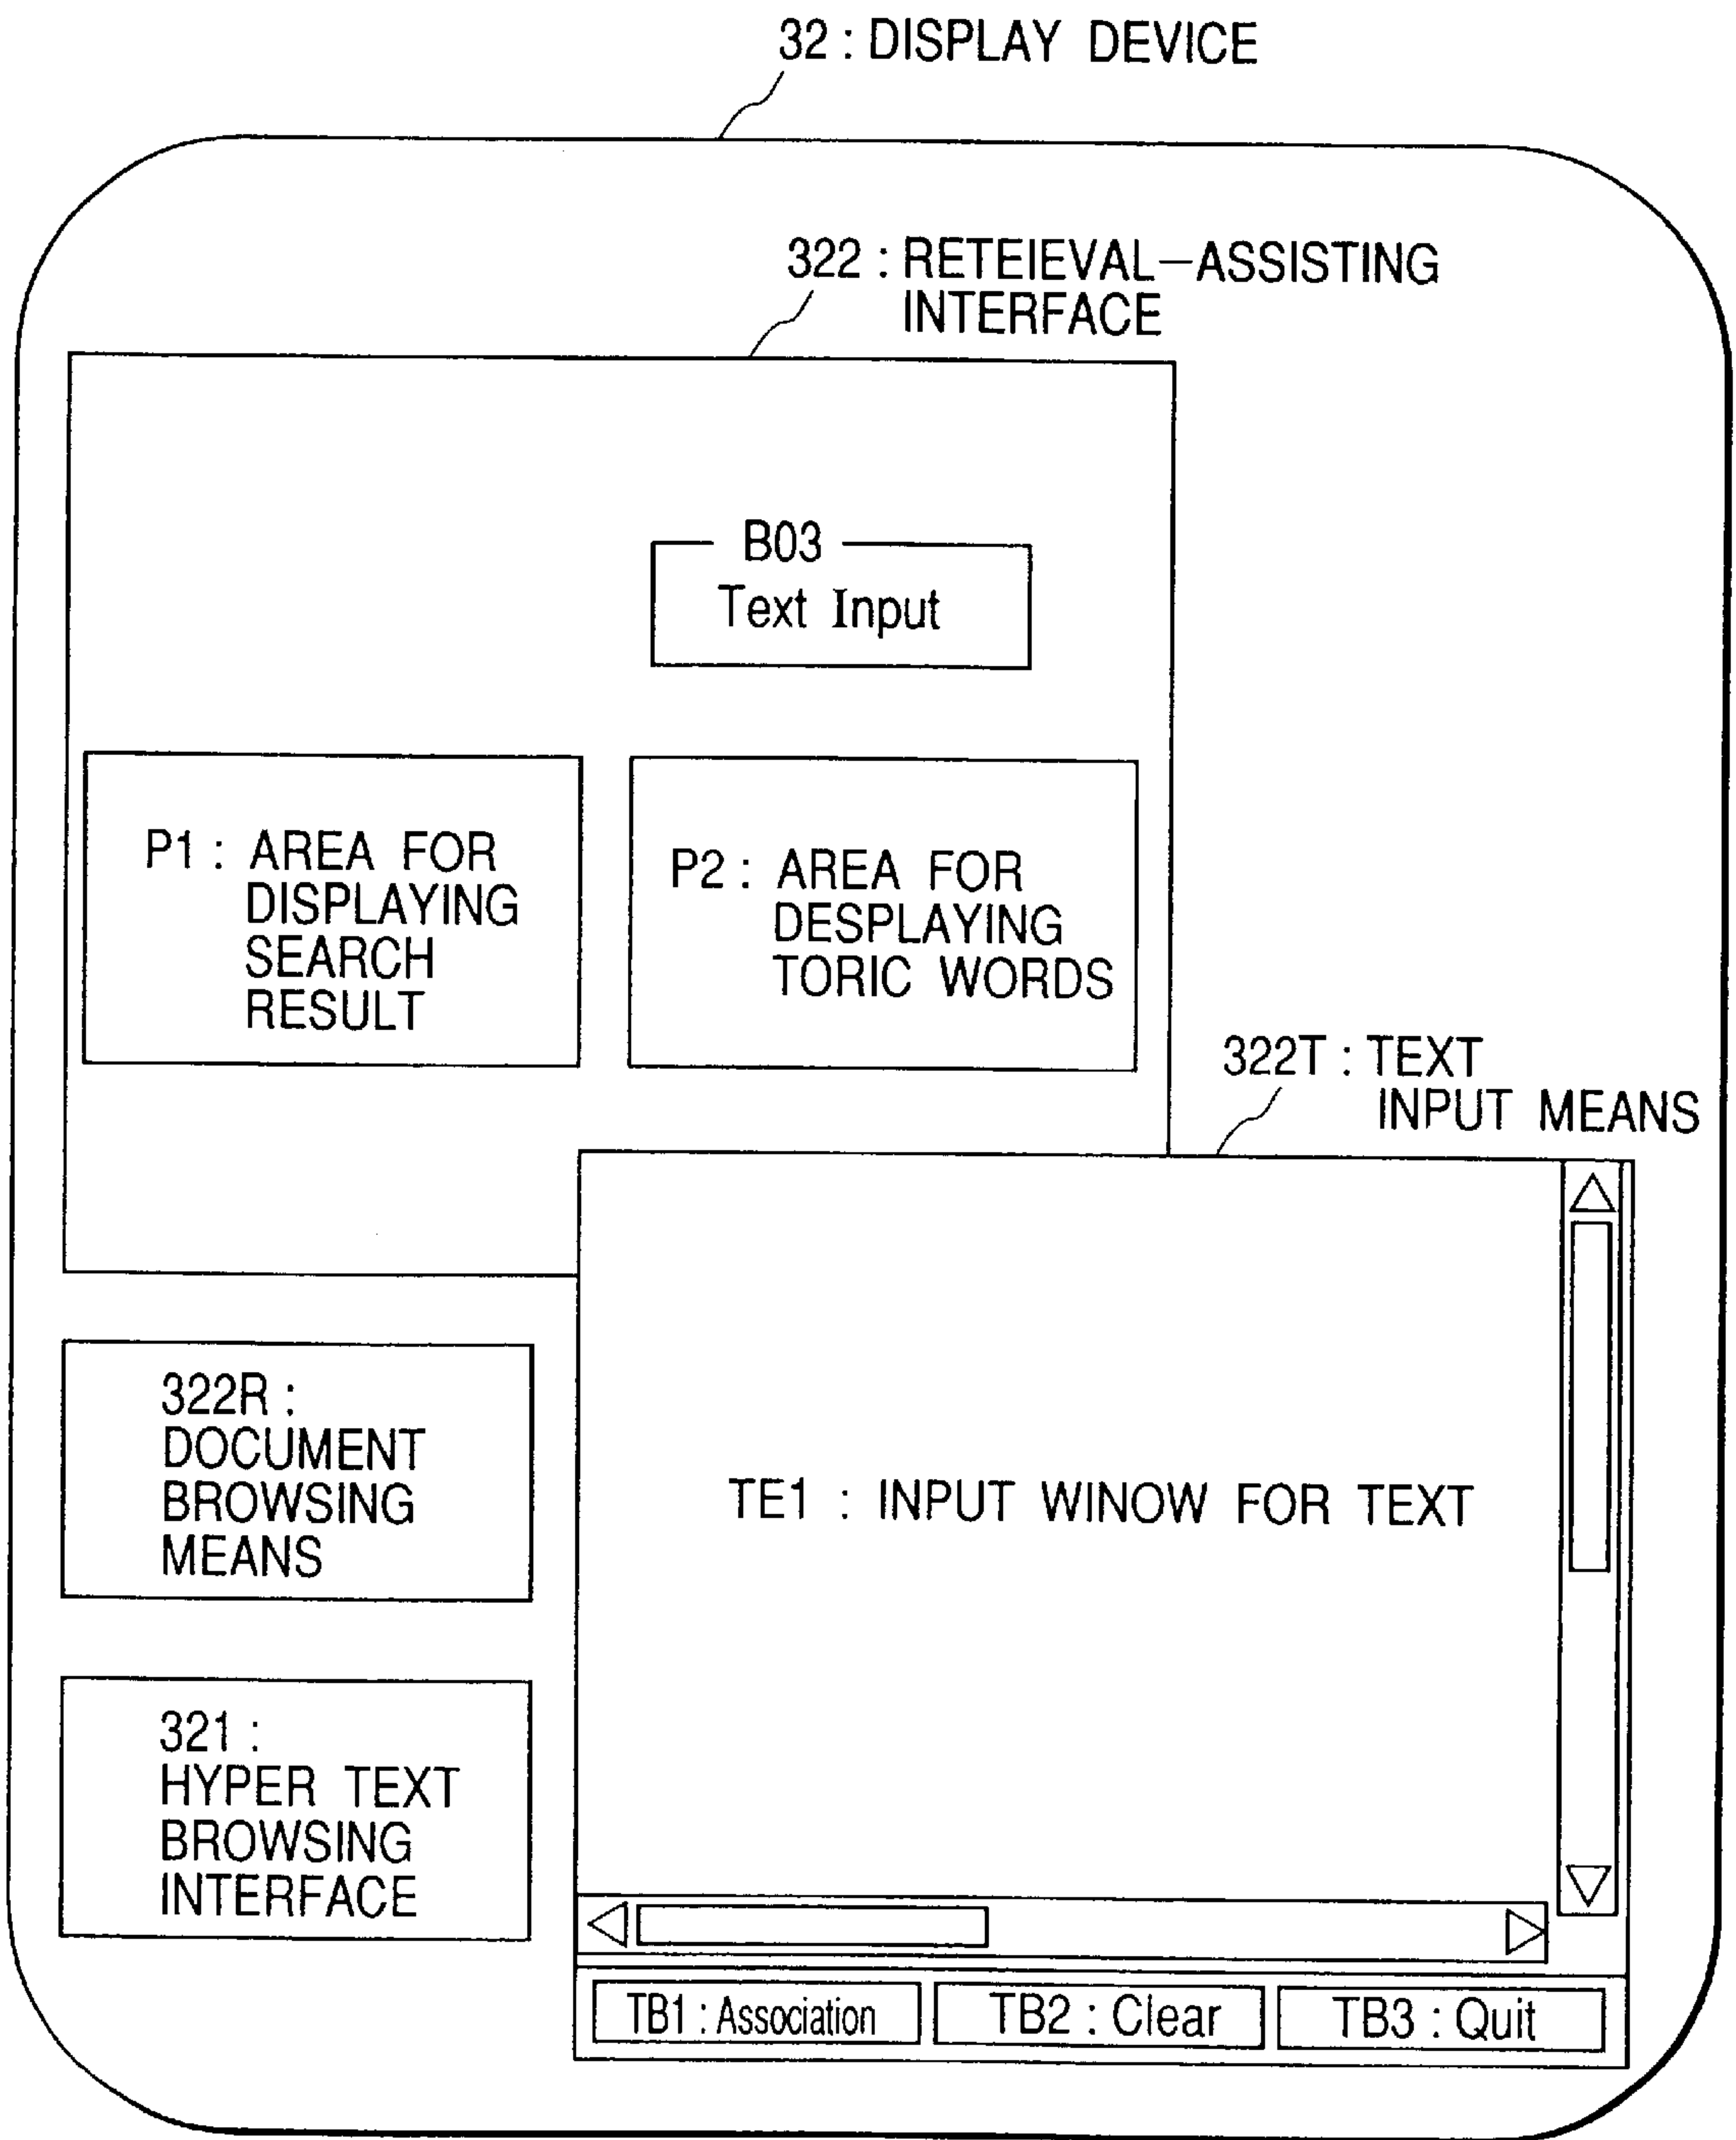 32 : DISPLAY DEVICE
322 : RETEIEVAL-ASSISTING
INTERFACE
B03
Text Input
P1 : AREA FOR
DISPLAYING
SEARCH
RESULT
P2 : AREA FOR
DESPLAYING
TORIC WORDS
322T : TEXT
INPUT MEANS
322R :
DOCUMENT
BROWSING
MEANS
TE1 : INPUT WINOW FOR TEXT
321 :
HYPER TEXT
BROWSING
INTERFACE
TB1 : Association
TB2 : Clear
TB3 : Quit